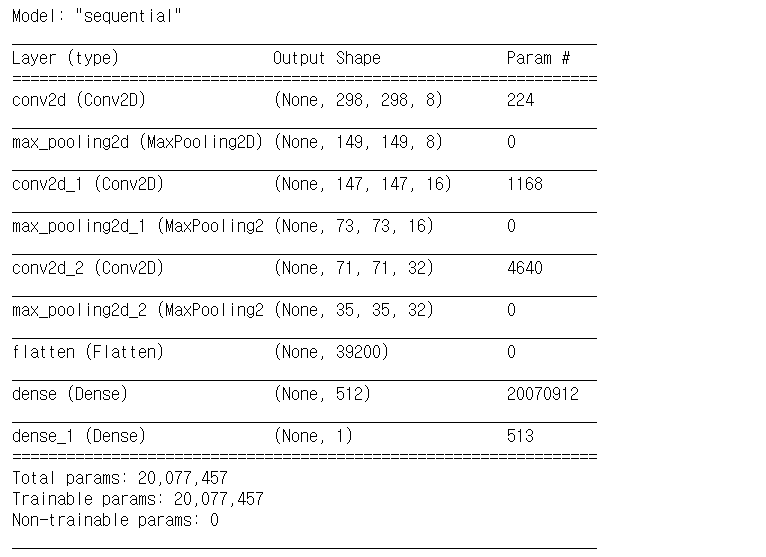 Model: "sequential"
Layer (type) Output Shape Param #
conv2d (Conv2D) (None, 298, 298, 8) 224
max_pooling2d (MaxPooling2D) (None, 149, 149, 8) 0
conv2d_1 (Conv2D) (None, 147, 147, 16) 1168
max_pooling2d_1 (MaxPooling2 (None, 73, 73, 16) 0
conv2d_2 (Conv2D) (None, 71, 71, 32) 4640
max_pooling2d_2 (MaxPooling2 (None, 35, 35, 32) 0
flatten (Flatten) (None, 39200) 0
dense (Dense) (None, 512) 20070912
dense_1 (Dense) (None, 1) 513
Total params: 20,077,457
Trainable params: 20,077,457
Non-trainable params: 0